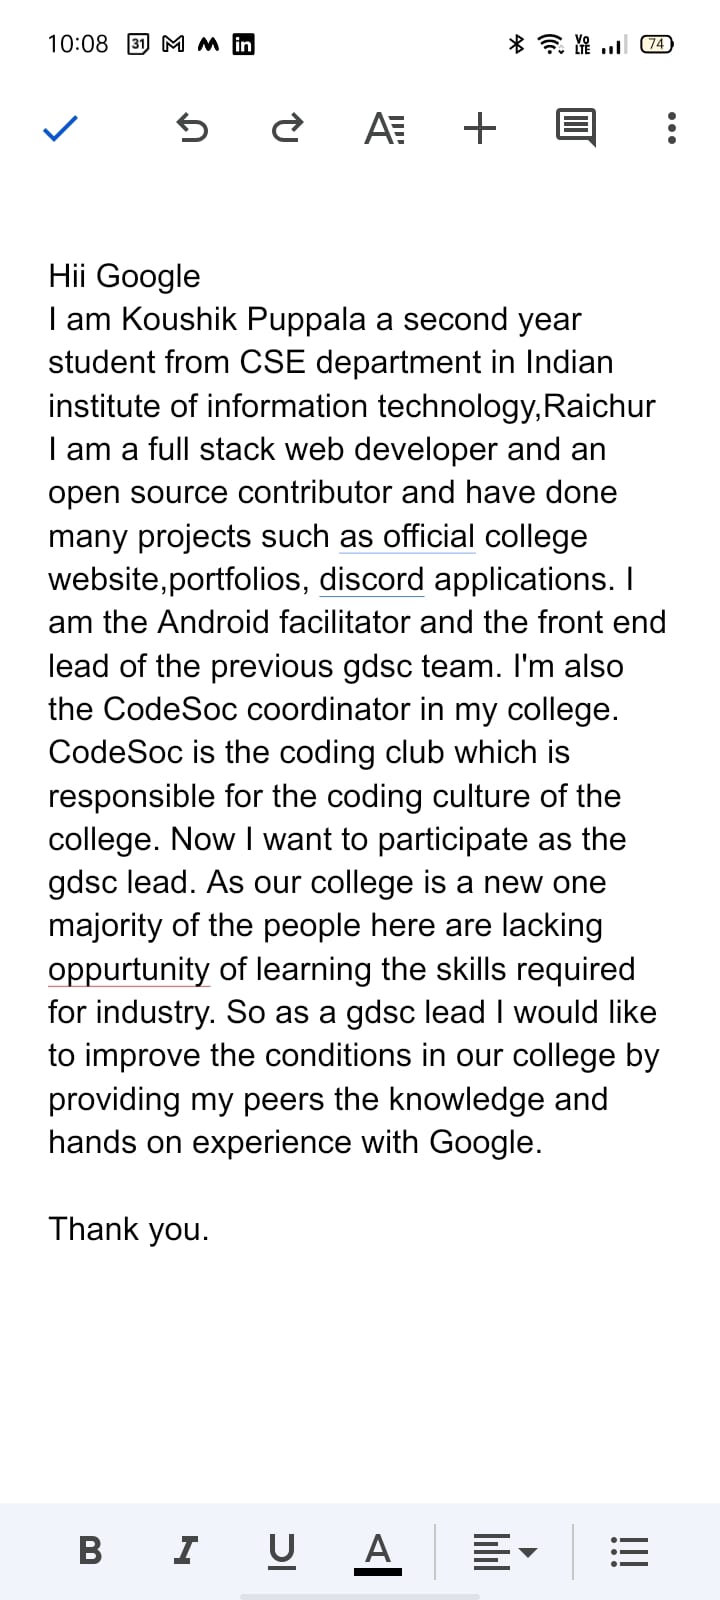 10:08 31 in Vo LTE 74
Hii Google
I am Koushik Puppala a second year
student from CSE department in Indian
institute of information technology,Raichur
I am a full stack web developer and an
open source contributor and have done
many projects such as official college
website,portfolios, discord applications. I
am the Android facilitator and the front end
lead of the previous gdsc team. I'm also
the CodeSoc coordinator in my college.
CodeSoc is the coding club which is
responsible for the coding culture of the
college. Now I want to participate as the
gdsc lead. As our college is a new one
majority of the people here are lacking
oppurtunity of learning the skills required
for industry. So as a gdsc lead I would like
to improve the conditions in our college by
providing my peers the knowledge and
hands on experience with Google.
Thank you.
B I U A